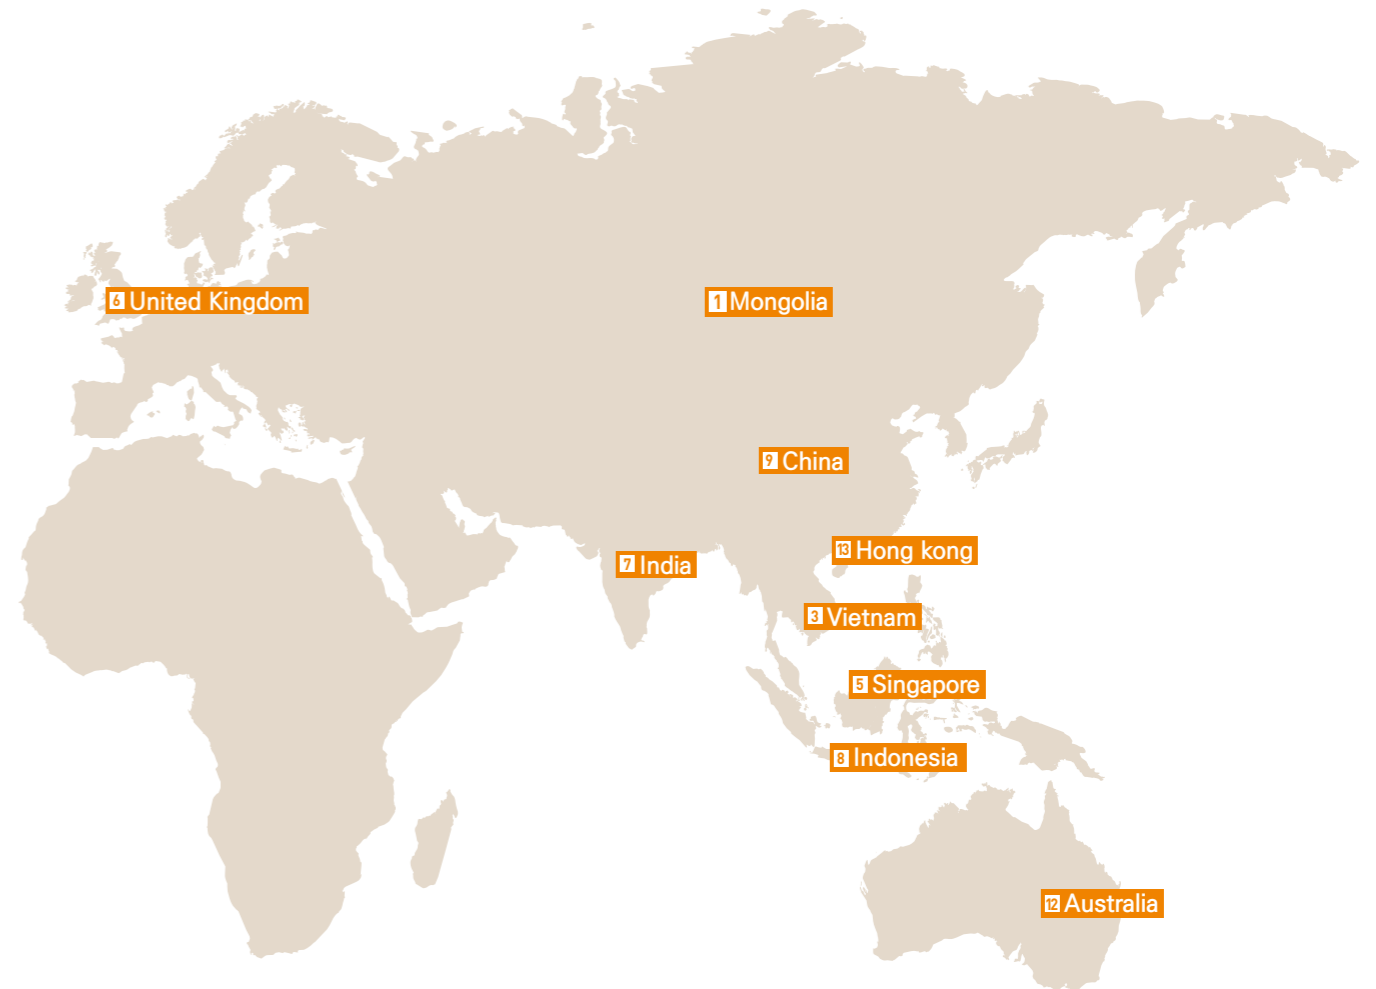 6 United Kingdom
1 Mongolia
9 China
13 Hong kong
7 India
3 Vietnam
5 Singapore
8 Indonesia
12 Australia